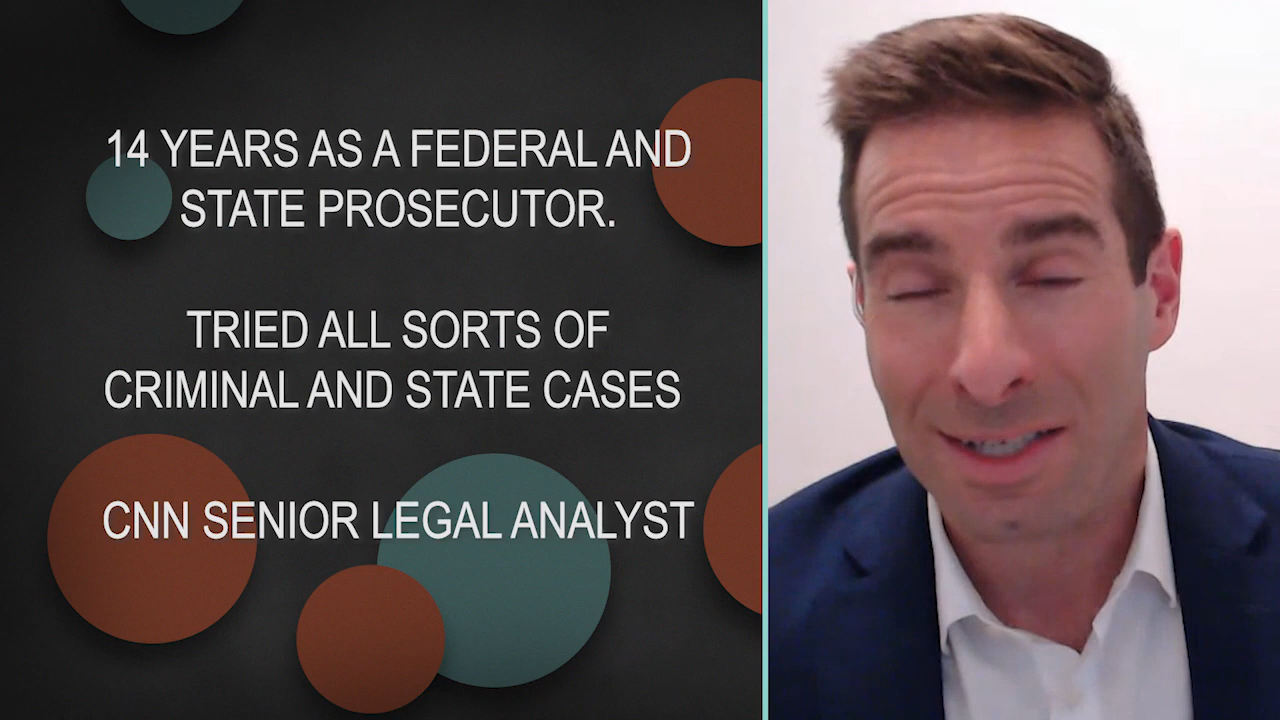 14 YEARS AS A FEDERAL AND
STATE PROSECUTOR.
TRIED ALL SORTS OF
CRIMINAL AND STATE CASES
CNN SENIOR LEGAL ANALYST